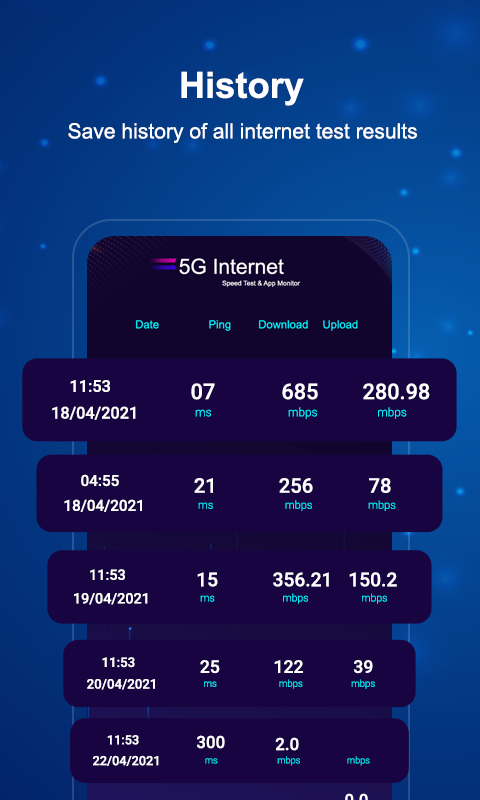 History
Save history of all internet test results
5G Internet
Speed Test & App Monitor
Date Ping Download Upload
11:53 07 685 280.98
18/04/2021 ms mbps mbps
04:55 21 256 78
18/04/2021 ms mbps mbps
11:53 15 356.21 150.2
19/04/2021 ms mbps mbps
11:53 25 122 39
20/04/2021 ms mbps mbps
11:53 300 2.0
22/04/2021 ms mbps mbps